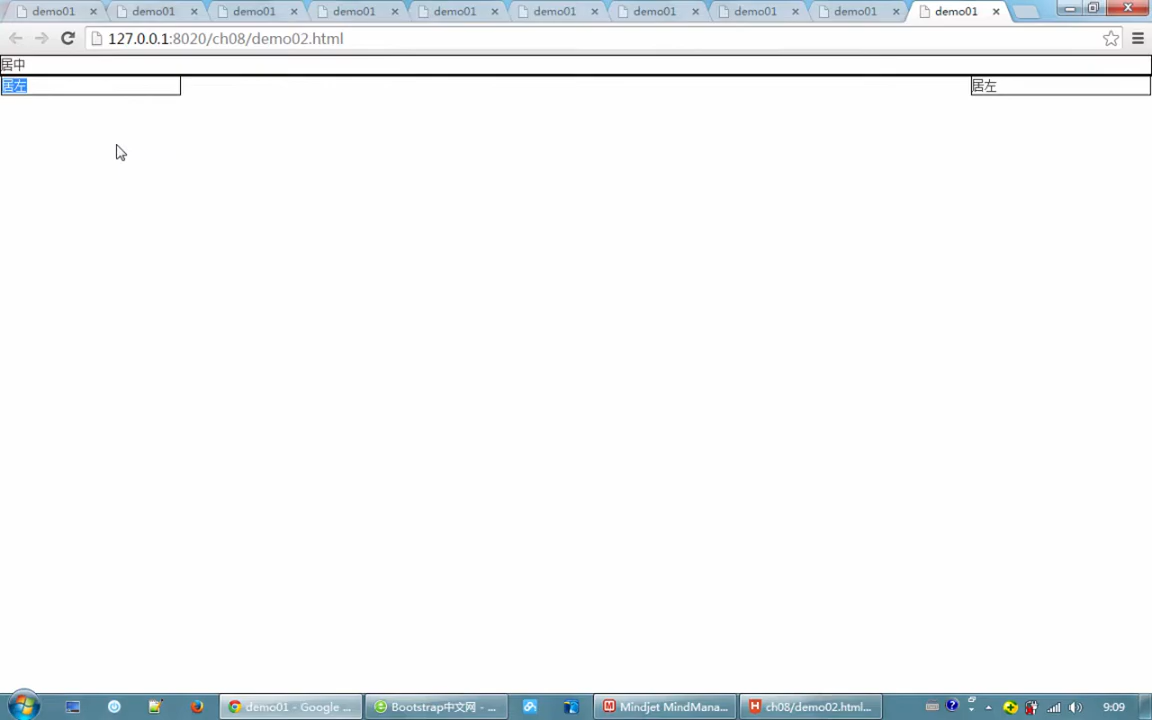 demo01 demo01 demo01 demo01 demo01 demo01 demo01 demo01 demo01 demo01
127.0.0.1:8020/ch08/demo02.html
居中
居左 居左
demo01 - Google ... Bootstrap中文网 - ... Mindjet MindMana... ch08/demo02.html... 9:09